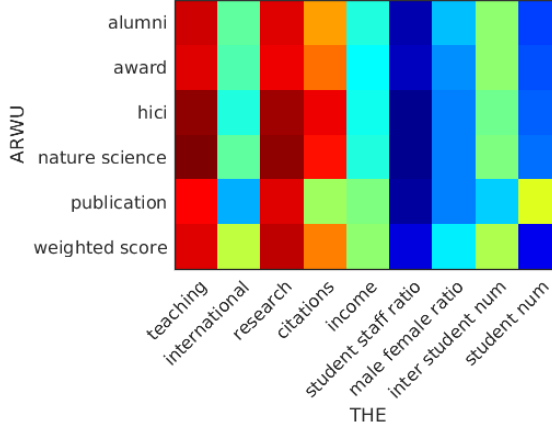 alumni
award
hici
nature science
publication
weighted score
ARWU
teaching
international
research
citations
income
student staff ratio
male female ratio
inter student num
student num
THE